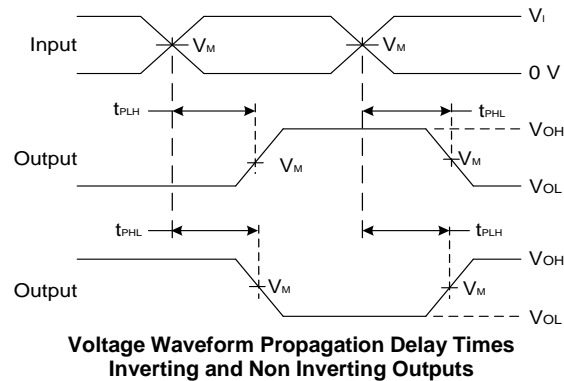 VI
Input
VM
VM
0 V
tPLH
tPHL
VOH
Output
VM
VM
VOL
tPHL
tPLH
VOH
Output
VM
VM
VOL
Voltage Waveform Propagation Delay Times
Inverting and Non Inverting Outputs